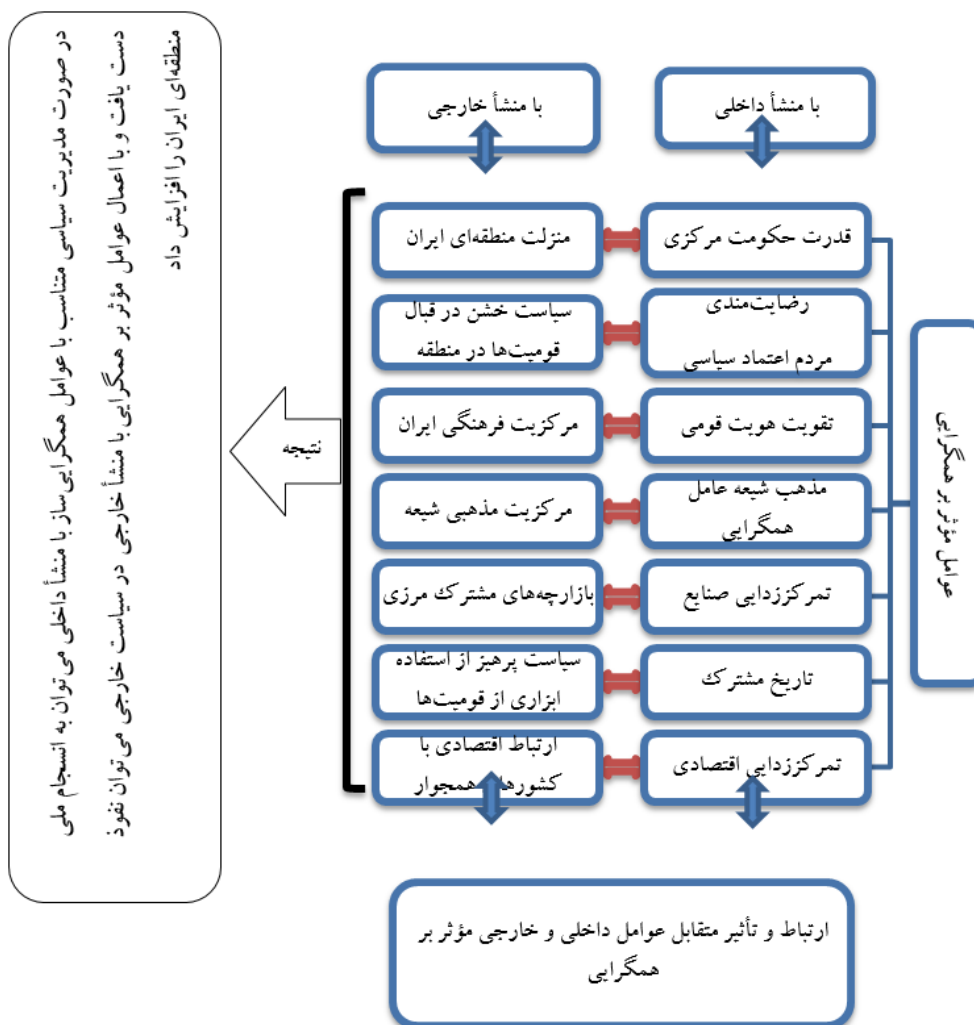 با منشأ داخلی
با منشأ خارجی
عوامل مؤثر بر همگرایی
قدرت حکومت مرکزی
منزلت منطقه‌ای ایران
رضایت‌مندی
مردم اعتماد سیاسی
سیاست خشن در قبال
قومیت‌ها در منطقه
تقویت هویت قومی
مرکزیت فرهنگی ایران
مذهب شیعه عامل
همگرایی
مرکزیت مذهبی شیعه
تمرکززدایی صنایع
بازارچه‌های مشترک مرزی
تاریخ مشترک
سیاست پرهیز از استفاده
ابزاری از قومیت‌ها
تمرکززدایی اقتصادی
ارتباط اقتصادی با
همجوار
ارتباط و تأثیر متقابل عوامل داخلی و خارجی مؤثر بر
همگرایی
نتیجه
در صورت مدیریت سیاسی متناسب با عوامل همگرایی‌ساز با منشأ داخلی می‌توان به انسجام ملی
دست یافت و با اعمال عوامل مؤثر بر همگرایی با منشأ خارجی در سیاست خارجی می‌توان نفوذ
منطقه‌ای ایران را افزایش داد